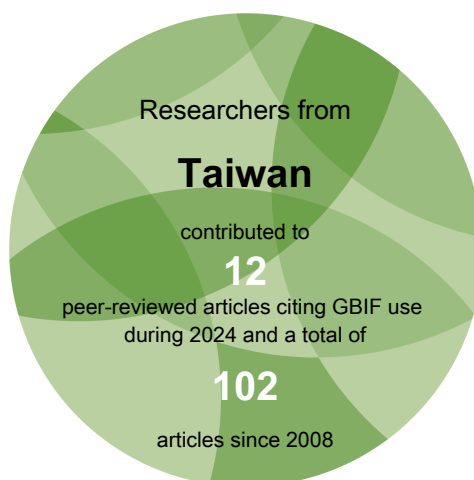 Researchers from
Taiwan
contributed to
12
peer-reviewed articles citing GBIF use
during 2024 and a total of
102
articles since 2008